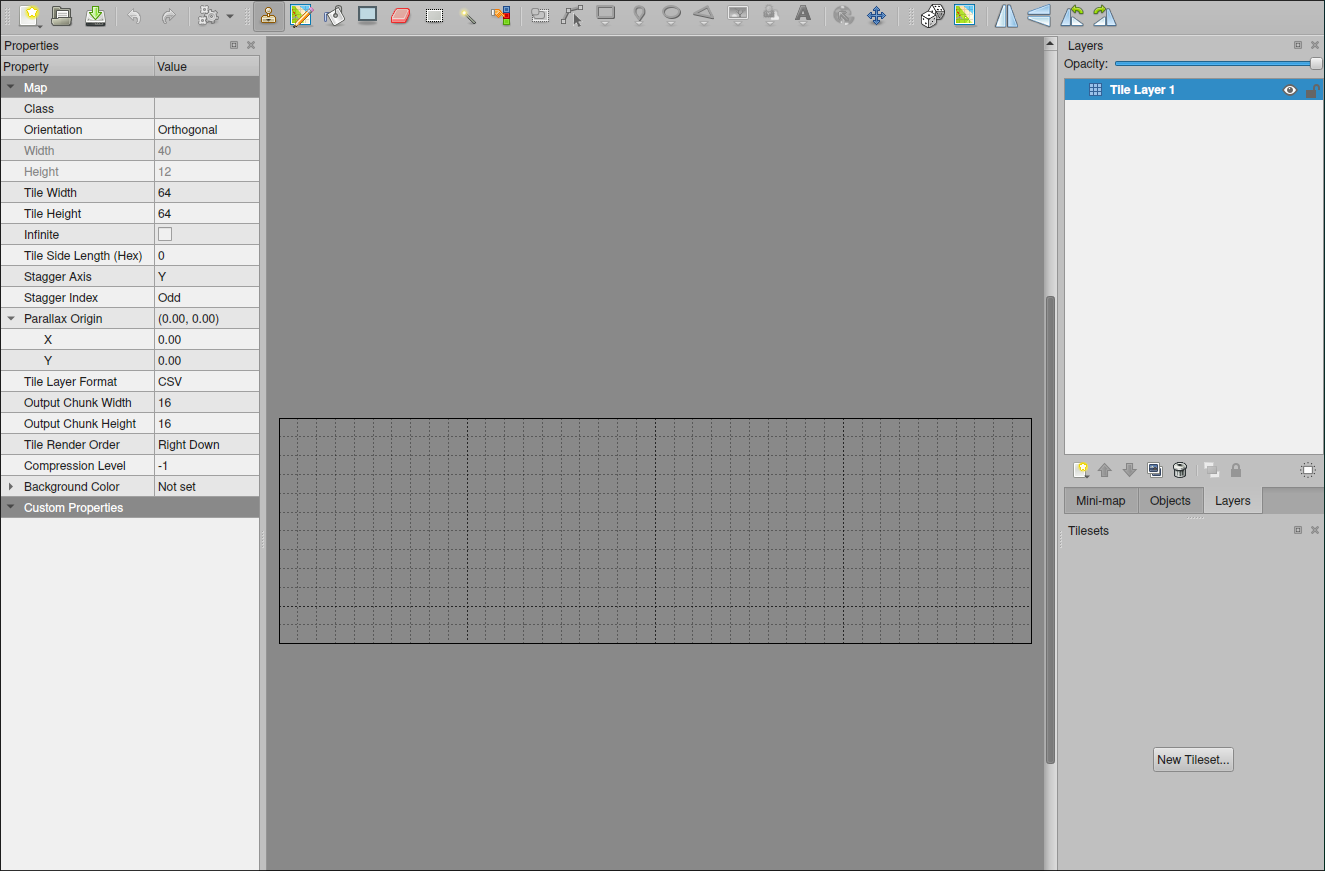 Properties
Property Value
Map
Class
Orientation Orthogonal
Width 40
Height 12
Tile Width 64
Tile Height 64
Infinite
Tile Side Length (Hex) 0
Stagger Axis Y
Stagger Index Odd
Parallax Origin (0.00, 0.00)
X 0.00
Y 0.00
Tile Layer Format CSV
Output Chunk Width 16
Output Chunk Height 16
Tile Render Order Right Down
Compression Level -1
Background Color Not set
Custom Properties
Layers
Opacity:
Tile Layer 1
Mini-map Objects Layers
Tilesets
New Tileset...